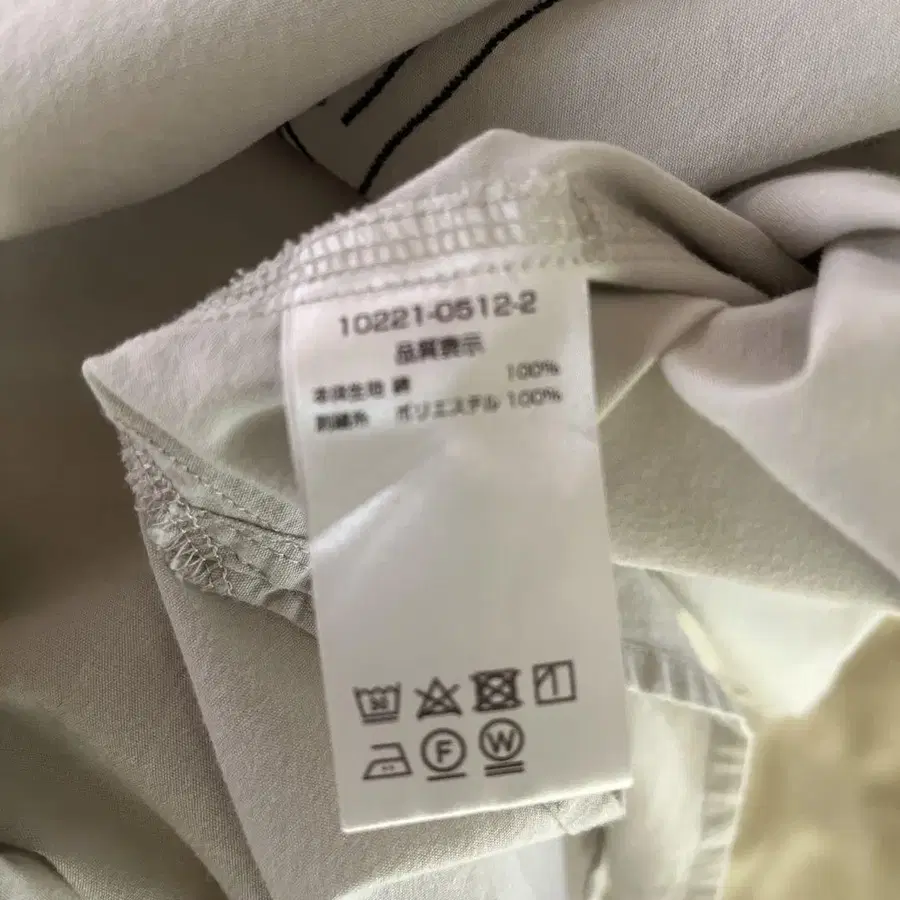 10221-0512-2
品質表示
本体生地 綿 100%
刺繍糸 ポリエステル 100%
30
F W